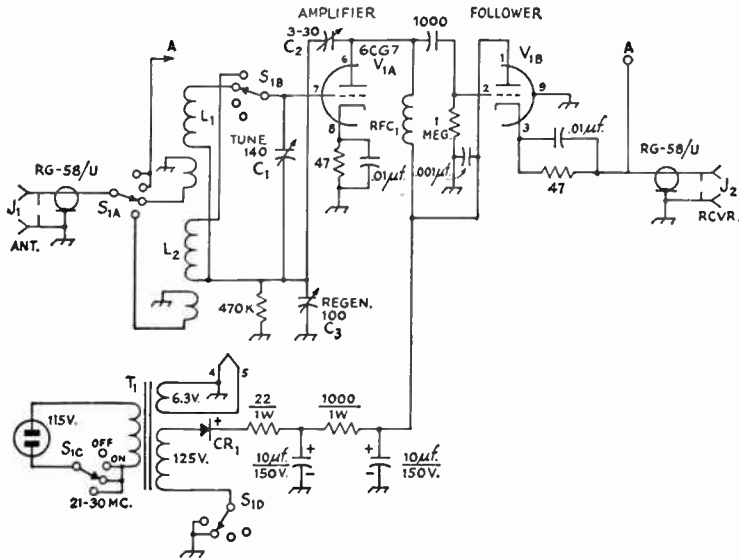 AMPLIFIER
FOLLOWER
A
3-30
C2
1000
6CG7
V1A
6
7
8
V1B
1
2
3
9
A
S1B
L1
TUNE
140
C1
RFC1
1
MEG.
.01µf.
RG-58/U
RG-58/U
47
.01µf.
.001µf.
47
J1
ANT.
S1A
J2
RCVR.
L2
470K
REGEN.
100
C3
T1
4
5
6.3V.
115V.
S1C
OFF
ON
21-30 MC.
125V.
+
CR1
22
1W
1000
1W
+
10µf.
-
150V.
+
10µf.
-
150V.
S1D